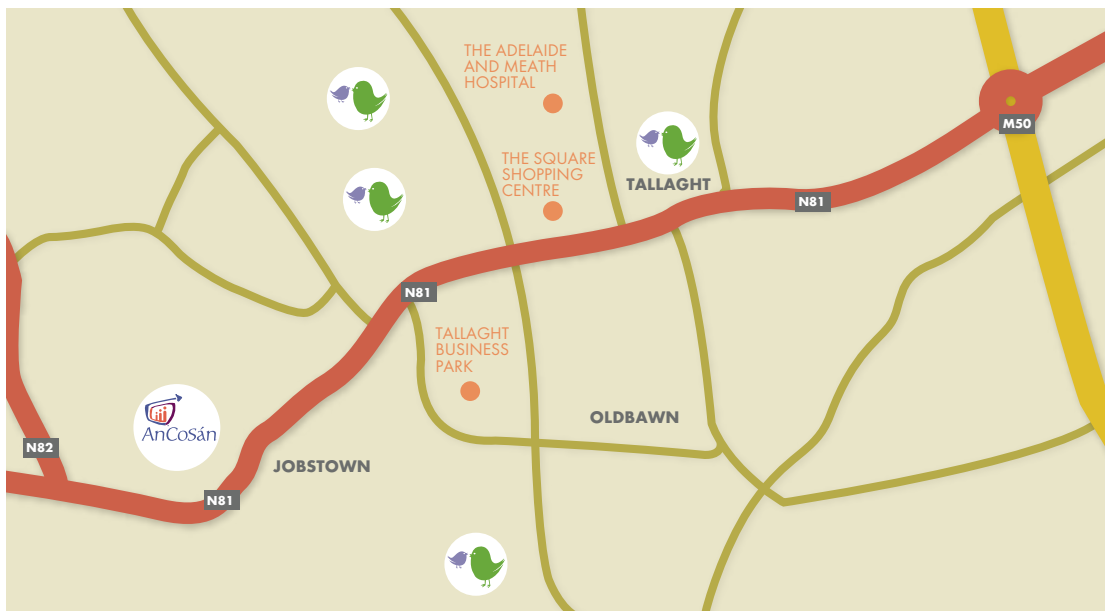 THE ADELAIDE
AND MEATH
HOSPITAL
M50
THE SQUARE
SHOPPING
CENTRE
TALLAGHT
N81
N81
TALLAGHT
BUSINESS
PARK
OLDBAWN
AnCoSán
N82
JOBSTOWN
N81